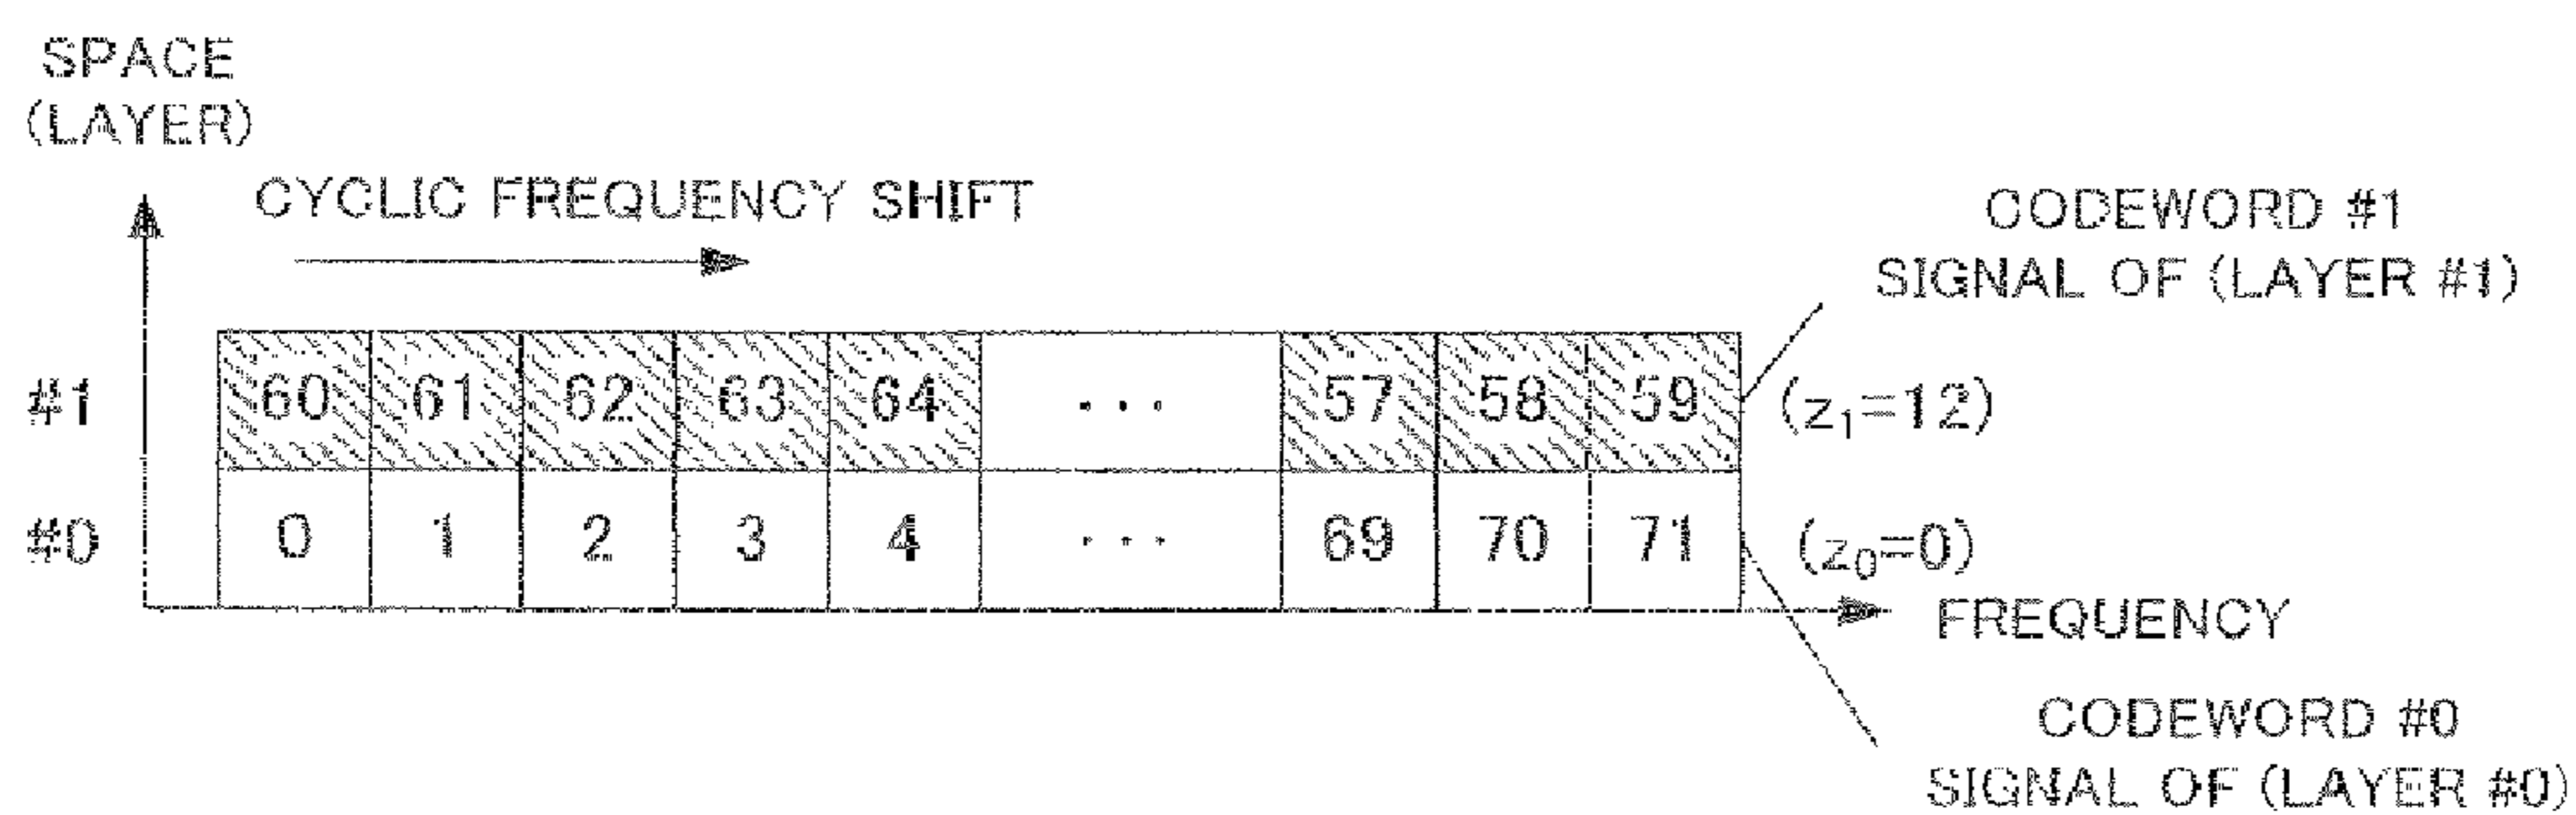 SPACE
(LAYER)
CYCLIC FREQUENCY SHIFT
CODEWORD #1
SIGNAL OF (LAYER #1)
#1 60 61 62 63 64 ... 57 58 59 (z1=12)
#0 0 1 2 3 4 ... 69 70 71 (z0=0)
FREQUENCY
CODEWORD #0
SIGNAL OF (LAYER #0)